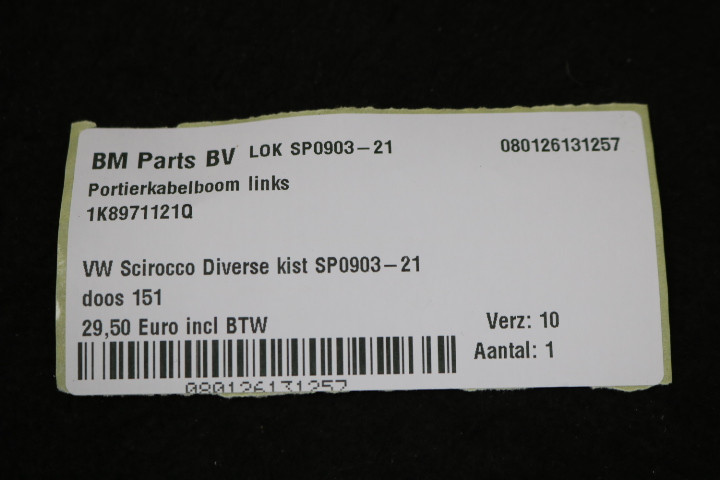 BM Parts BV LOK SP0903-21 080126131257
Portierkabelboom links
1K8971121Q
VW Scirocco Diverse kist SP0903-21
doos 151
29,50 Euro incl BTW Verz: 10
Aantal: 1
080126131257